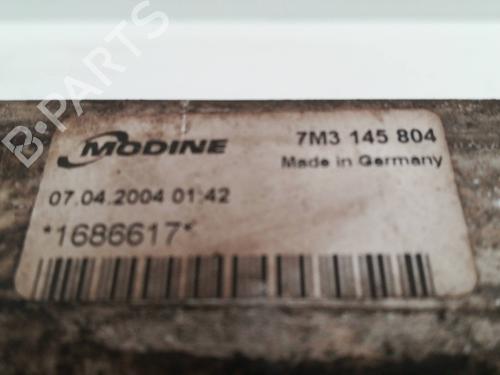 B-PARTS
MODINE
7M3 145 804
Made in Germany
07.04.2004 01:42
*1686617*